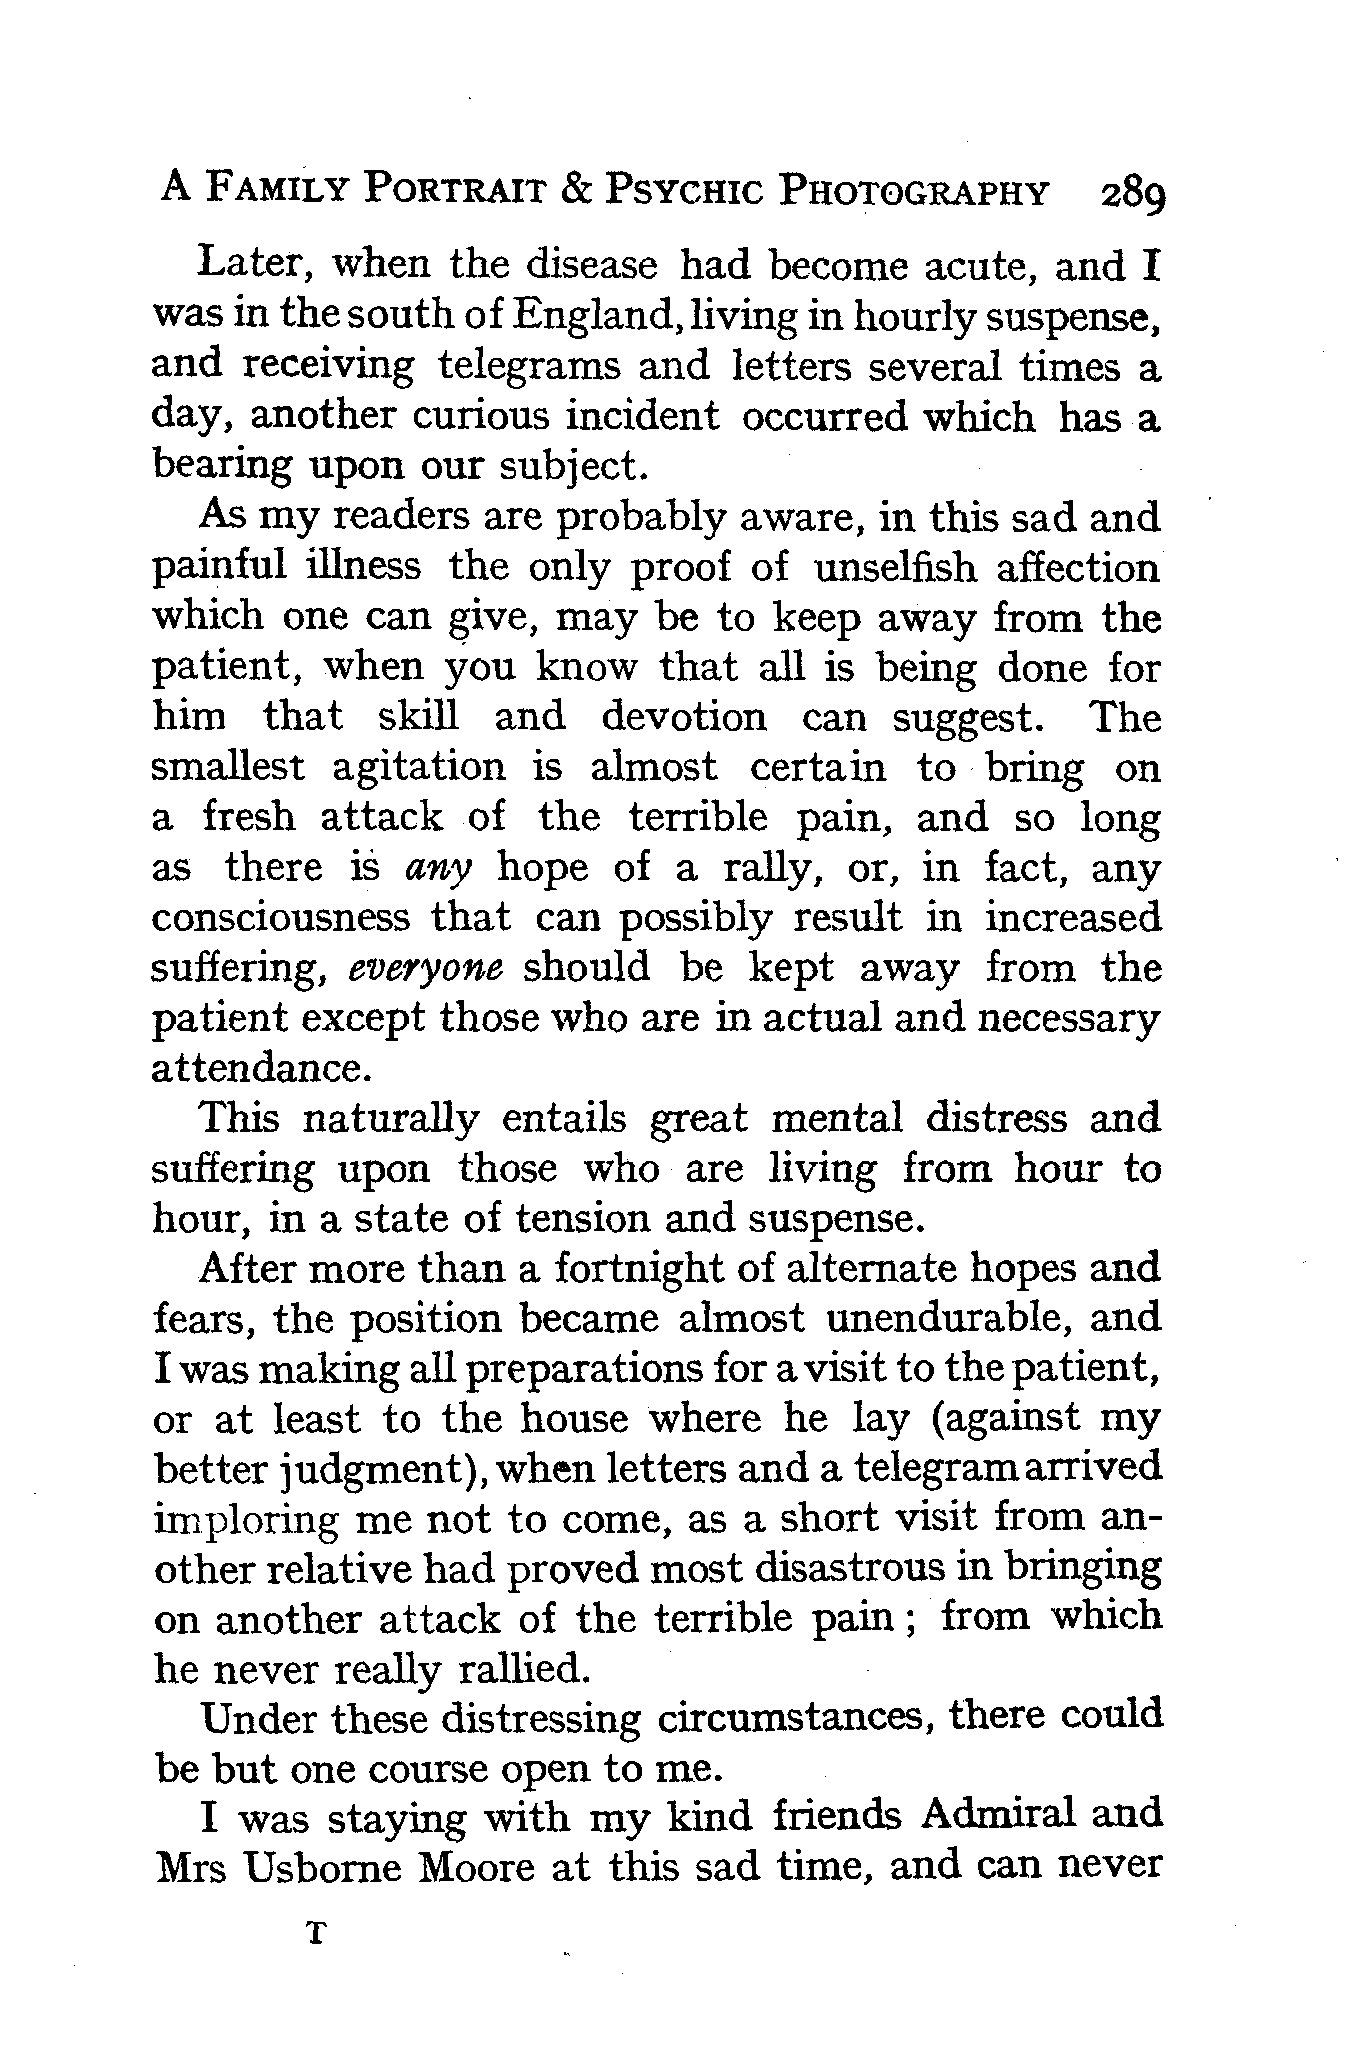 A FAMILY PORTRAIT & PSYCHIC PHOTOGRAPHY 289
Later, when the disease had become acute, and I
was in the south of England, living in hourly suspense,
and receiving telegrams and letters several times a
day, another curious incident occurred which has a
bearing upon our subject.
As my readers are probably aware, in this sad and
painful illness the only proof of unselfish affection
which one can give, may be to keep away from the
patient, when you know that all is being done for
him that skill and devotion can suggest. The
smallest agitation is almost certain to bring on
a fresh attack of the terrible pain, and so long
as there is any hope of a rally, or, in fact, any
consciousness that can possibly result in increased
suffering, everyone should be kept away from the
patient except those who are in actual and necessary
attendance.
This naturally entails great mental distress and
suffering upon those who are living from hour to
hour, in a state of tension and suspense.
After more than a fortnight of alternate hopes and
fears, the position became almost unendurable, and
I was making all preparations for a visit to the patient,
or at least to the house where he lay (against my
better judgment), when letters and a telegram arrived
imploring me not to come, as a short visit from an-
other relative had proved most disastrous in bringing
on another attack of the terrible pain ; from which
he never really rallied.
Under these distressing circumstances, there could
be but one course open to me.
I was staying with my kind friends Admiral and
Mrs Usborne Moore at this sad time, and can never
T